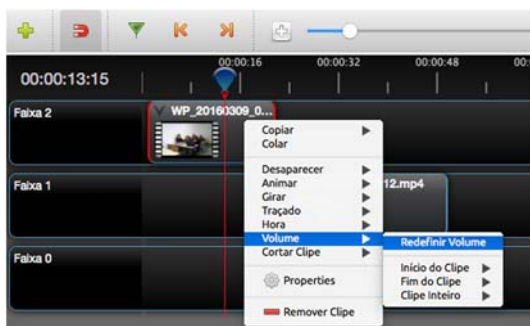 00:00:16 00:00:32 00:00:48 00:
00:00:13:15
Faixa 2
WP_20160309_0...
Copiar
Colar
Desaparecer
Animar
Girar
Traçado
Hora
Volume
Cortar Clipe
Properties
Remover Clipe
Faixa 1
12.mp4
Redefinir Volume
Início do Clipe
Fim do Clipe
Clipe Inteiro
Faixa 0